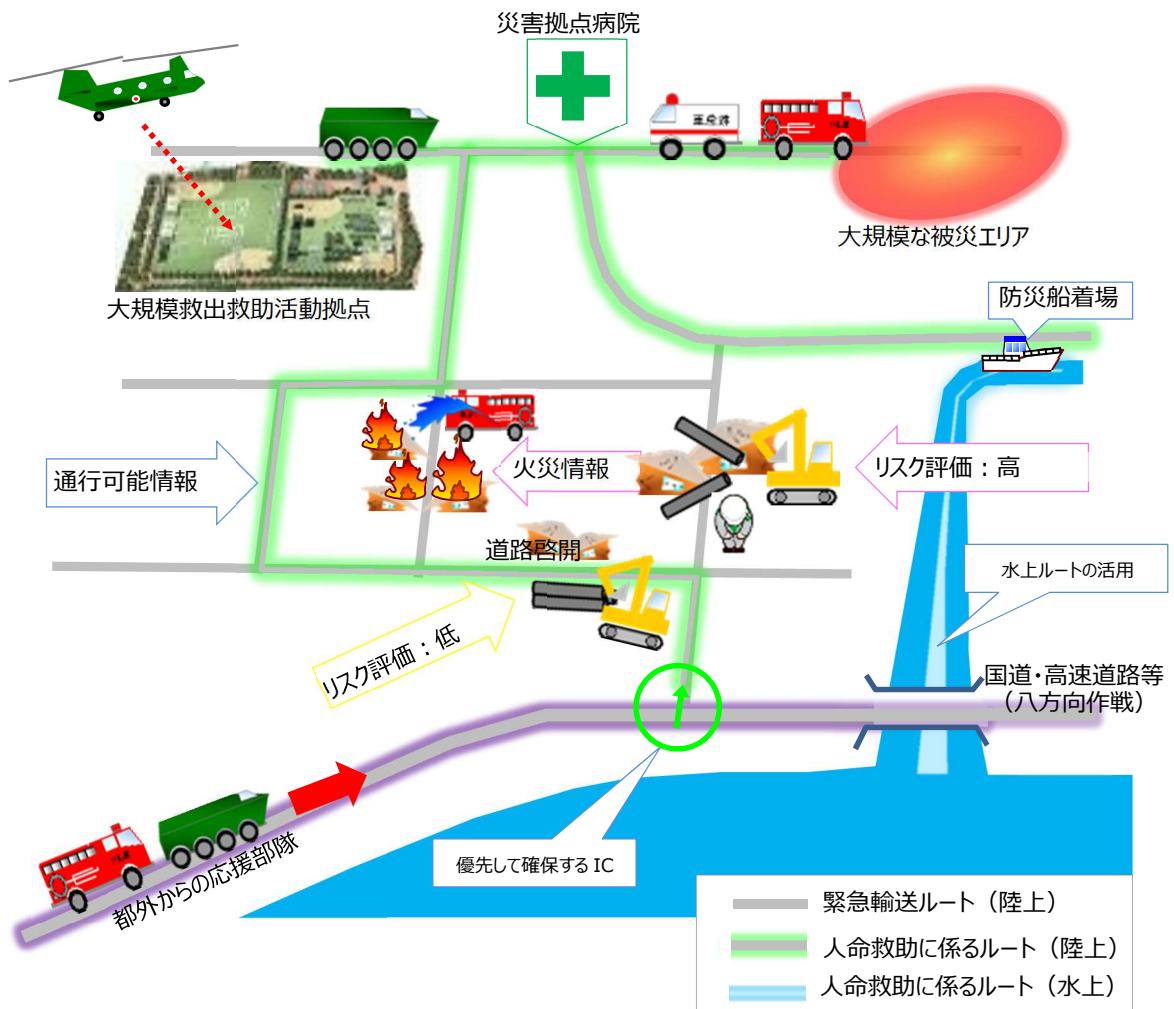 災害拠点病院
大規模な被災エリア
大規模救出救助活動拠点
防災船着場
通行可能情報
火災情報
リスク評価：高
道路啓開
水上ルートの活用
リスク評価：低
国道・高速道路等
（八方向作戦）
優先して確保する IC
都外からの応援部隊
緊急輸送ルート（陸上）
人命救助に係るルート（陸上）
人命救助に係るルート（水上）